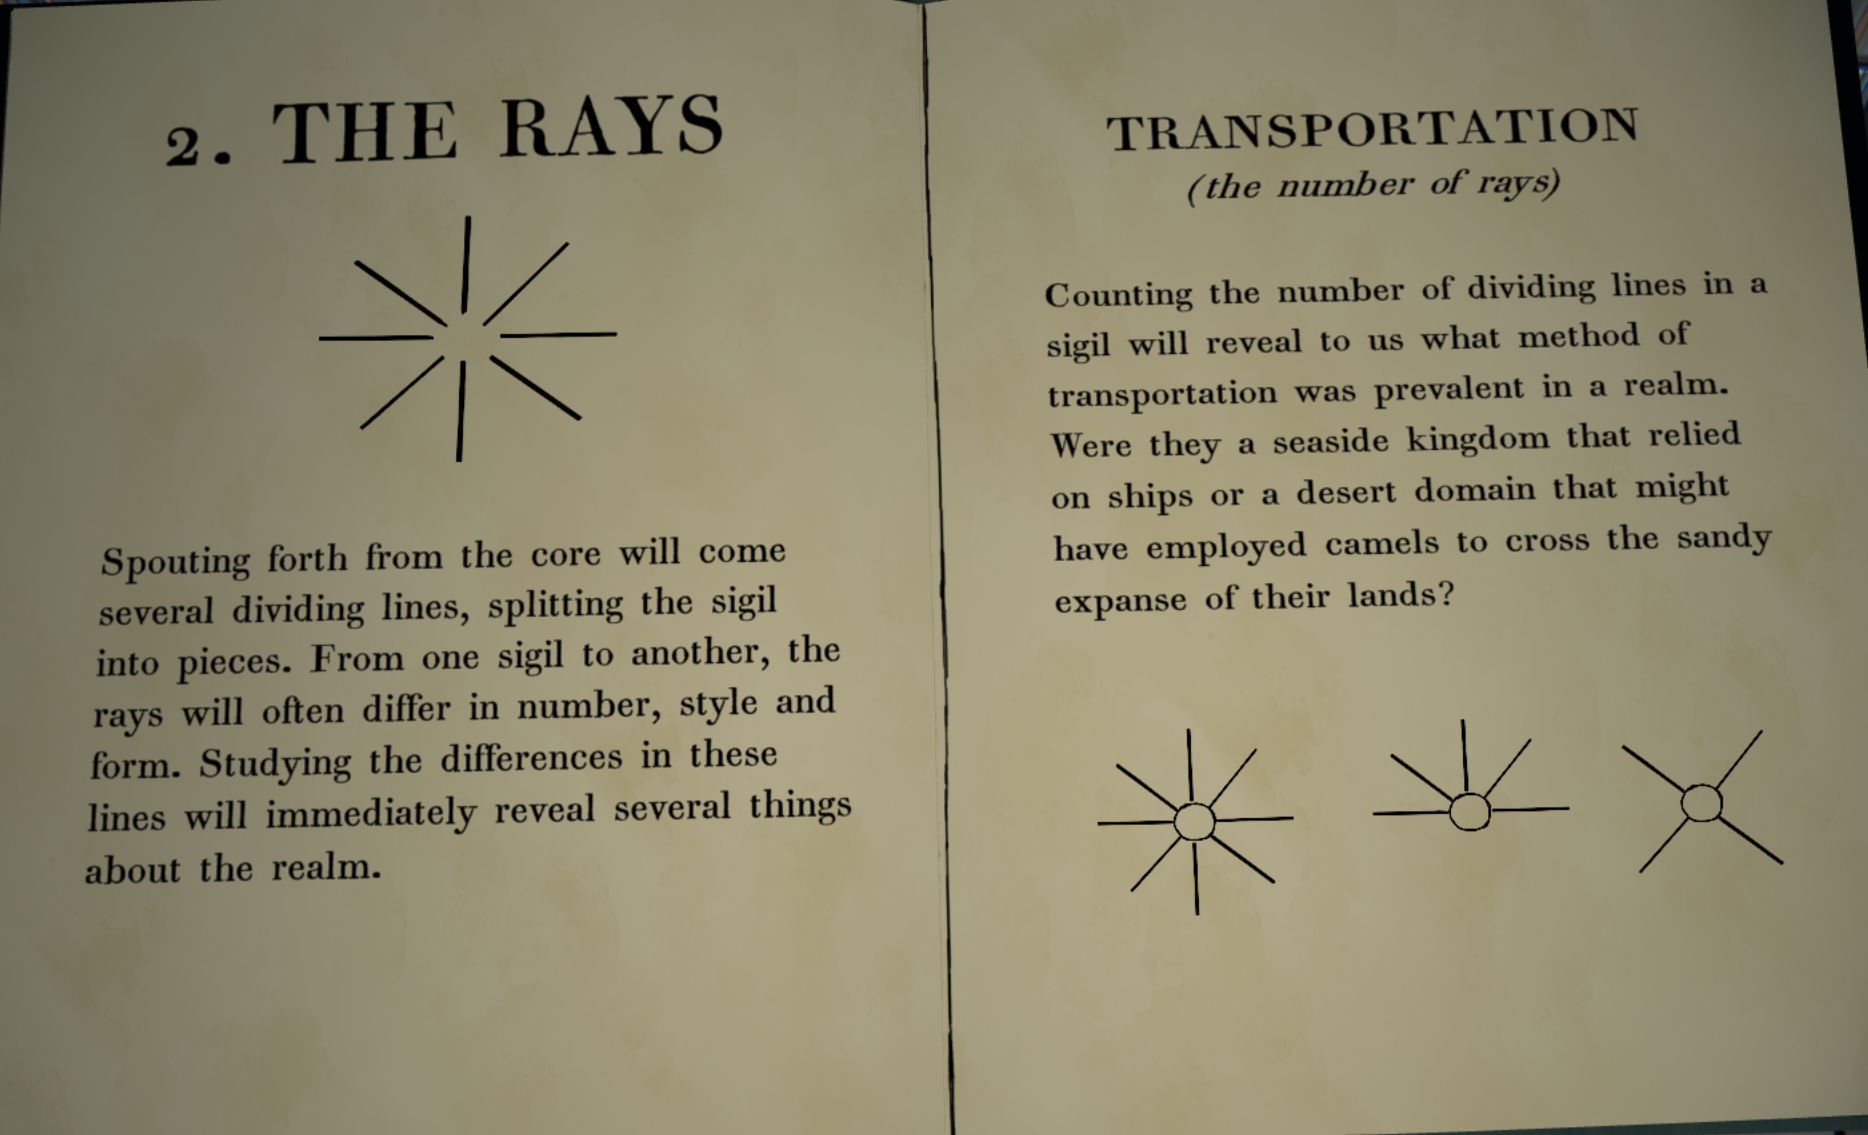 2. THE RAYS
Spouting forth from the core will come
several dividing lines, splitting the sigil
into pieces. From one sigil to another, the
rays will often differ in number, style and
form. Studying the differences in these
lines will immediately reveal several things
about the realm.
TRANSPORTATION
(the number of rays)
Counting the number of dividing lines in a
sigil will reveal to us what method of
transportation was prevalent in a realm.
Were they a seaside kingdom that relied
on ships or a desert domain that might
have employed camels to cross the sandy
expanse of their lands?